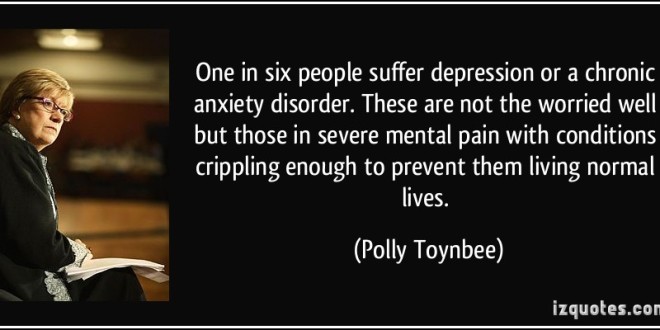 One in six people suffer depression or a chronic
anxiety disorder. These are not the worried well
but those in severe mental pain with conditions
crippling enough to prevent them living normal
lives.
(Polly Toynbee)
izquotes.com